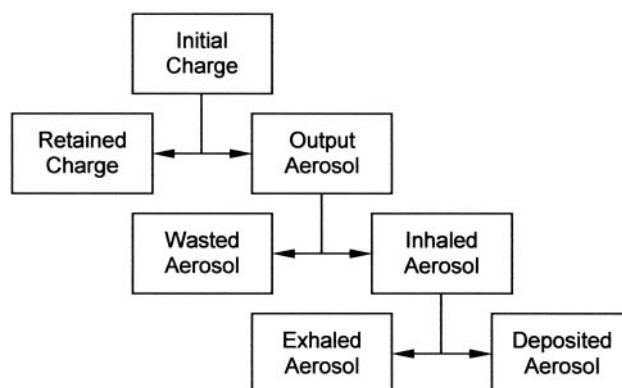 Initial
Charge
Retained
Charge
Output
Aerosol
Wasted
Aerosol
Inhaled
Aerosol
Exhaled
Aerosol
Deposited
Aerosol